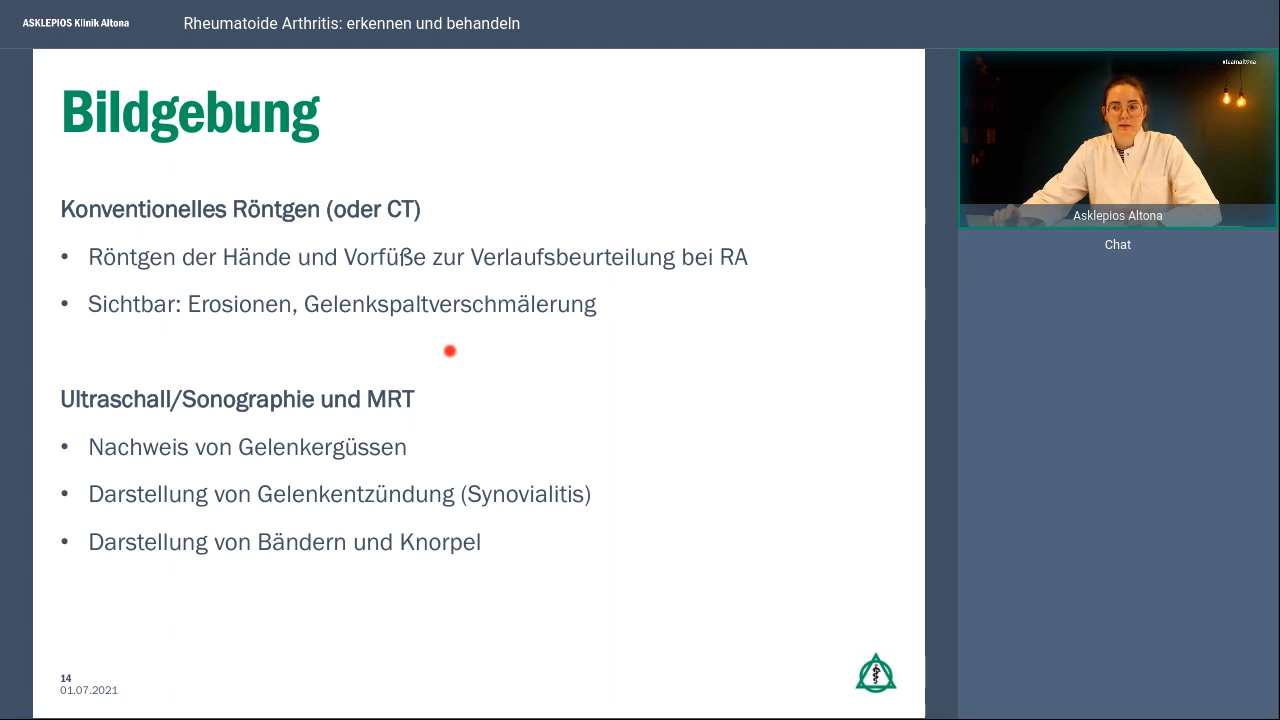 ASKLEPIOS Klinik Altona
Rheumatoide Arthritis: erkennen und behandeln
Bildgebung
Konventionelles Röntgen (oder CT)
• Röntgen der Hände und Vorfüße zur Verlaufsbeurteilung bei RA
• Sichtbar: Erosionen, Gelenkspaltverschmälerung
Ultraschall/Sonographie und MRT
• Nachweis von Gelenkergüssen
• Darstellung von Gelenkentzündung (Synovialitis)
• Darstellung von Bändern und Knorpel
14
01.07.2021
#learnaltona
Asklepios Altona
Chat